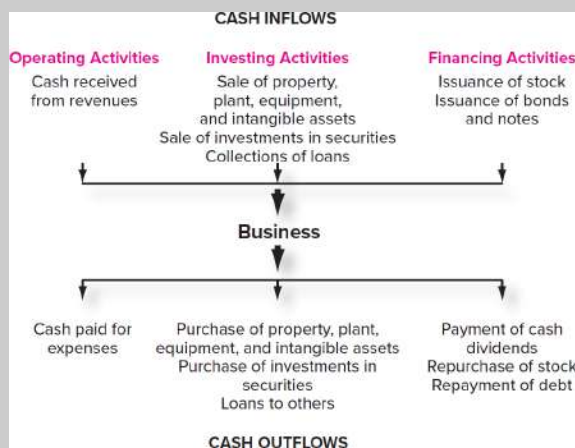 CASH INFLOWS
Operating Activities
Cash received
from revenues
Investing Activities
Sale of property,
plant, equipment,
and intangible assets
Sale of investments in securities
Collections of loans
Financing Activities
Issuance of stock
Issuance of bonds
and notes
Business
Cash paid for
expenses
Purchase of property, plant,
equipment, and intangible assets
Purchase of investments in
securities
Loans to others
Payment of cash
dividends
Repurchase of stock
Repayment of debt
CASH OUTFLOWS